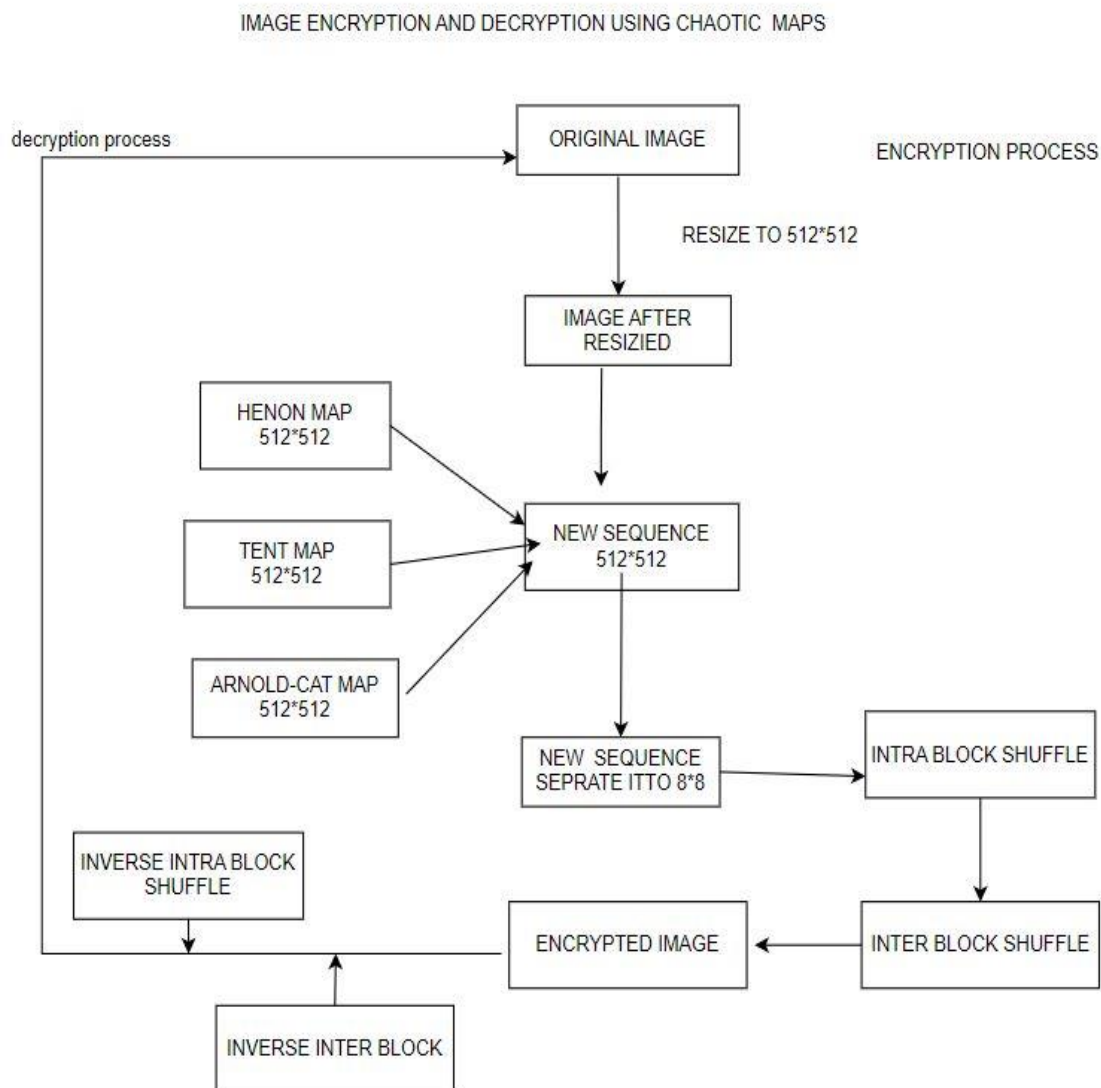 IMAGE ENCRYPTION AND DECRYPTION USING CHAOTIC MAPS
decryption process
ORIGINAL IMAGE
ENCRYPTION PROCESS
RESIZE TO 512*512
IMAGE AFTER
RESIZIED
HENON MAP
512*512
TENT MAP
512*512
NEW SEQUENCE
512*512
ARNOLD-CAT MAP
512*512
NEW SEQUENCE
SEPRATE ITTO 8*8
INTRA BLOCK SHUFFLE
INVERSE INTRA BLOCK
SHUFFLE
ENCRYPTED IMAGE
INTER BLOCK SHUFFLE
INVERSE INTER BLOCK